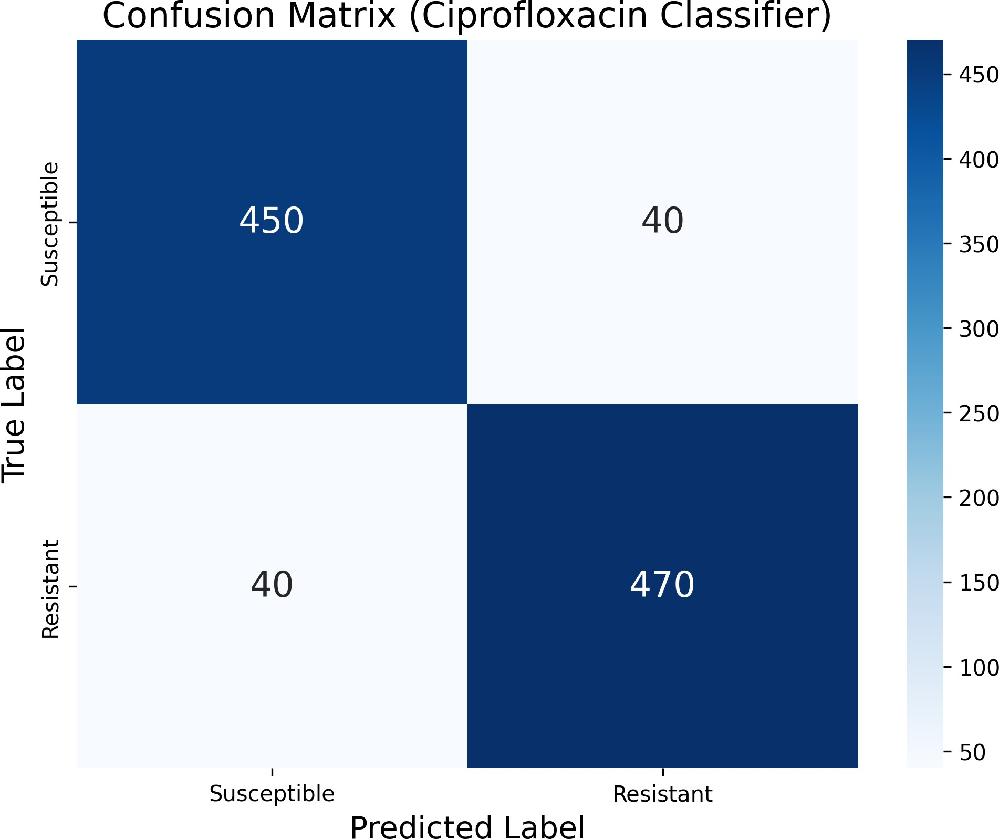 Confusion Matrix (Ciprofloxacin Classifier)
True Label
Susceptible
Resistant
450
40
40
470
Susceptible
Resistant
Predicted Label
450
400
350
300
250
200
150
100
50